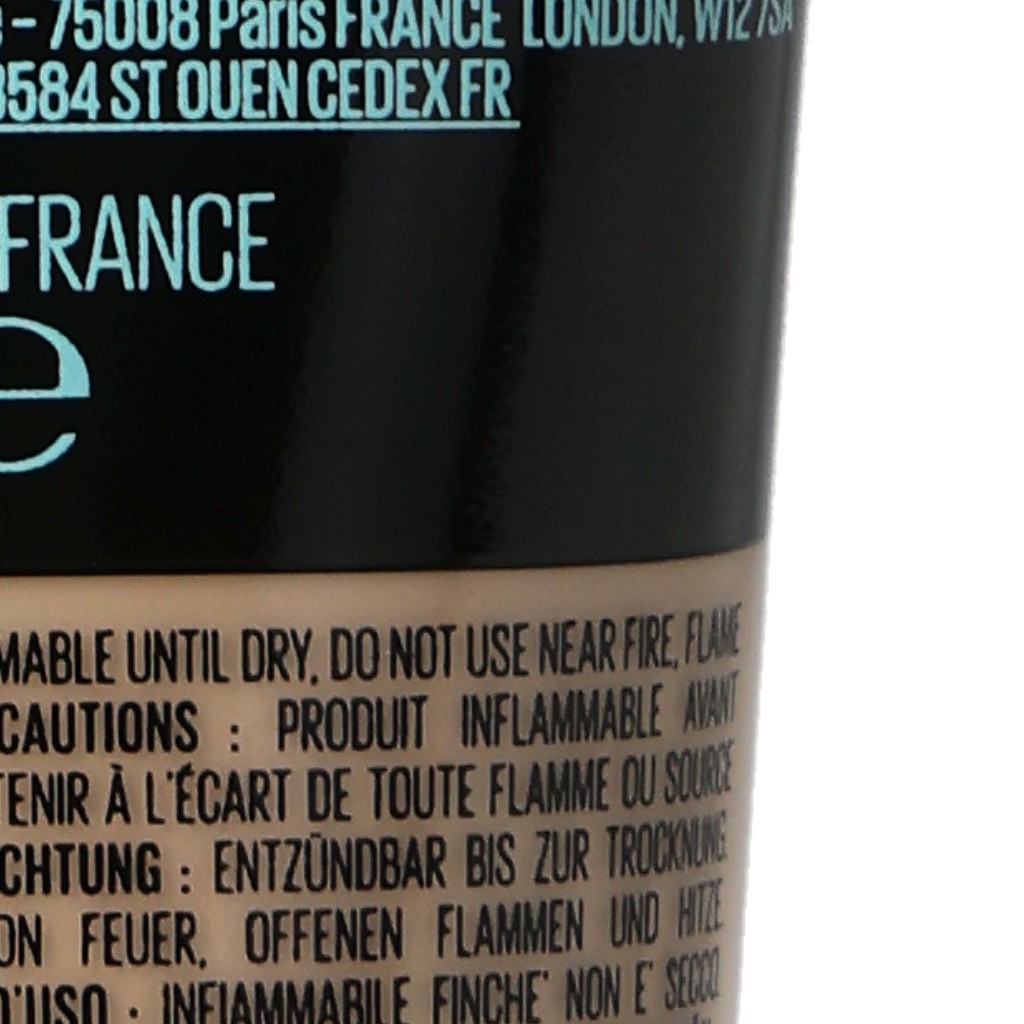 – 75008 Paris FRANCE LONDON, W12 7SA
3584 ST OUEN CEDEX FR
FRANCE
e
MABLE UNTIL DRY, DO NOT USE NEAR FIRE, FLAME
CAUTIONS : PRODUIT INFLAMMABLE AVANT
TENIR À L'ÉCART DE TOUTE FLAMME OU SOURCE
CHTUNG : ENTZÜNDBAR BIS ZUR TROCKNUNG.
ON FEUER, OFFENEN FLAMMEN UND HITZE
D'USO : INFIAMMABILE FINCHE' NON E' SECCO.